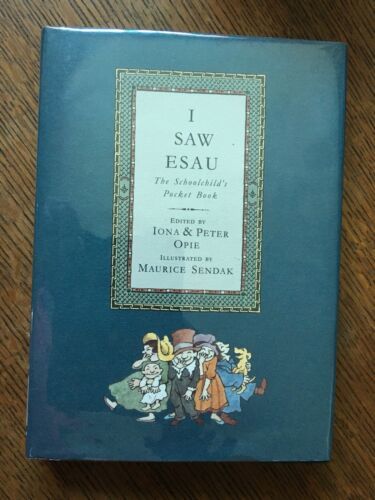 I
SAW
ESAU
The Schoolchild's
Pocket Book
EDITED BY
IONA & PETER
OPIE
ILLUSTRATED BY
MAURICE SENDAK